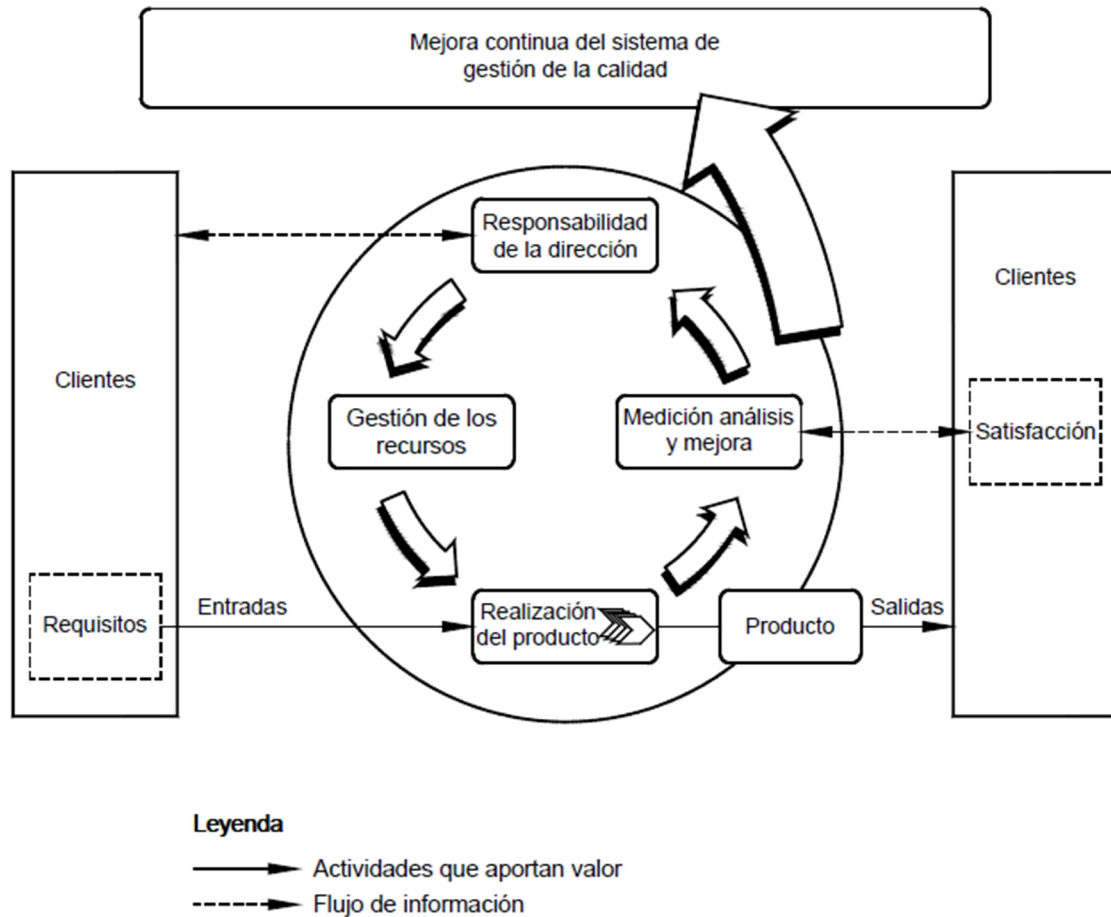 Mejora continua del sistema de
gestión de la calidad
Responsabilidad
de la dirección
Clientes
Clientes
Gestión de los
recursos
Medición análisis
y mejora
Satisfacción
Requisitos
Entradas
Realización
del producto
Producto
Salidas
Leyenda
Actividades que aportan valor
Flujo de información